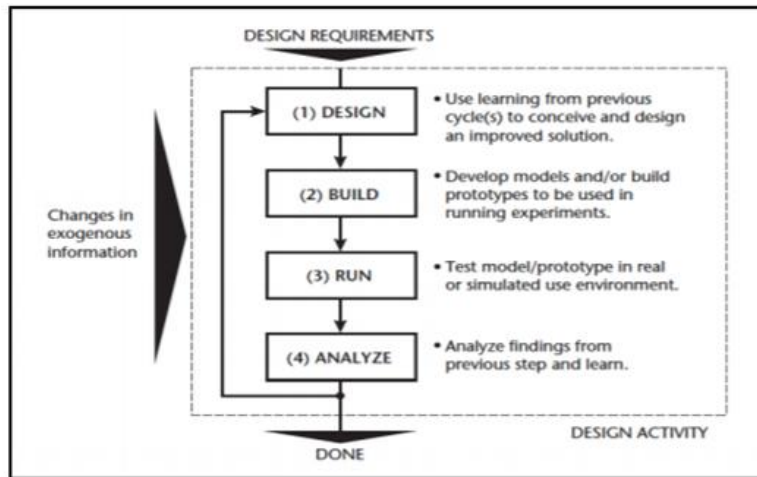 DESIGN REQUIREMENTS
(1) DESIGN
• Use learning from previous
cycle(s) to conceive and design
an improved solution.
(2) BUILD
• Develop models and/or build
prototypes to be used in
running experiments.
Changes in
exogenous
information
(3) RUN
• Test model/prototype in real
or simulated use environment.
(4) ANALYZE
• Analyze findings from
previous step and learn.
DESIGN ACTIVITY
DONE